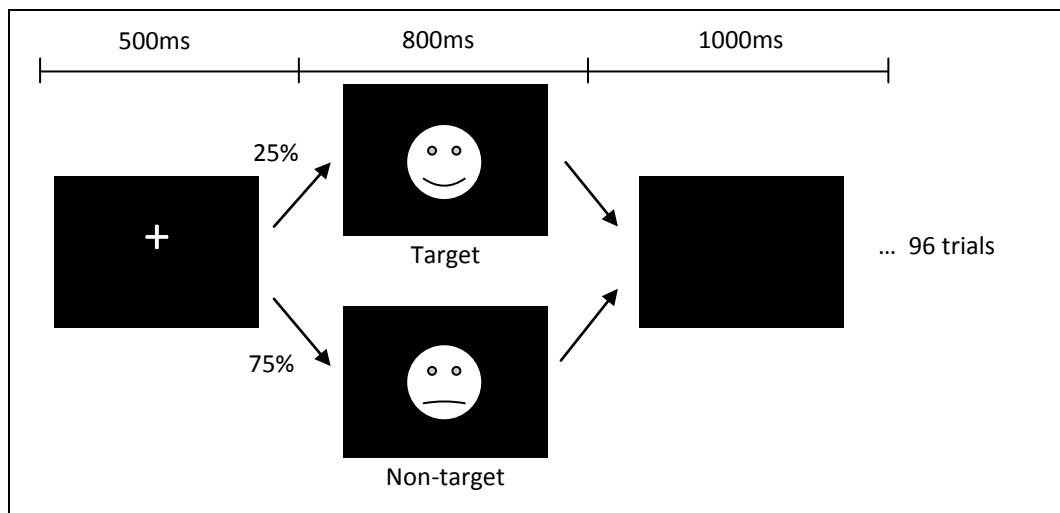 500ms 800ms 1000ms
25%
Target
... 96 trials
75%
Non-target